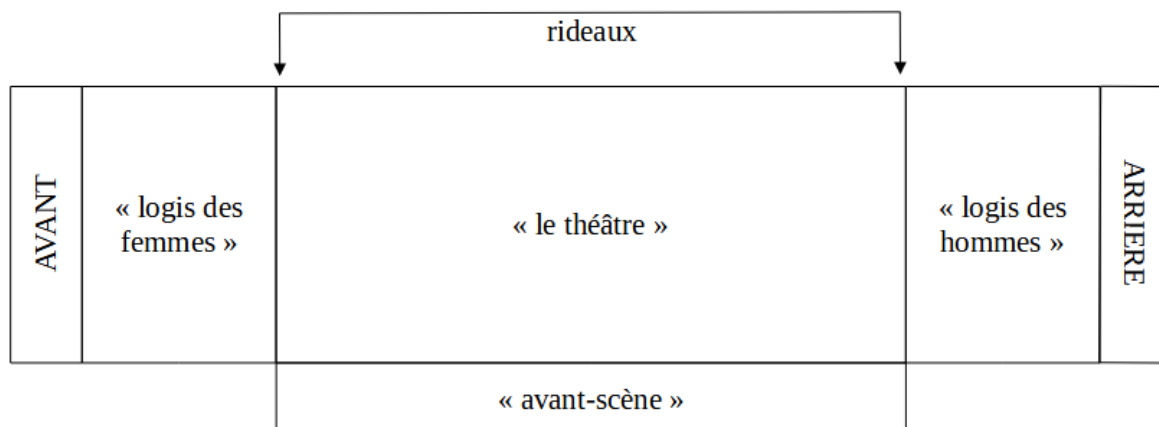 rideaux
AVANT
« logis des
femmes »
« le théâtre »
« logis des
hommes »
ARRIERE
« avant-scène »